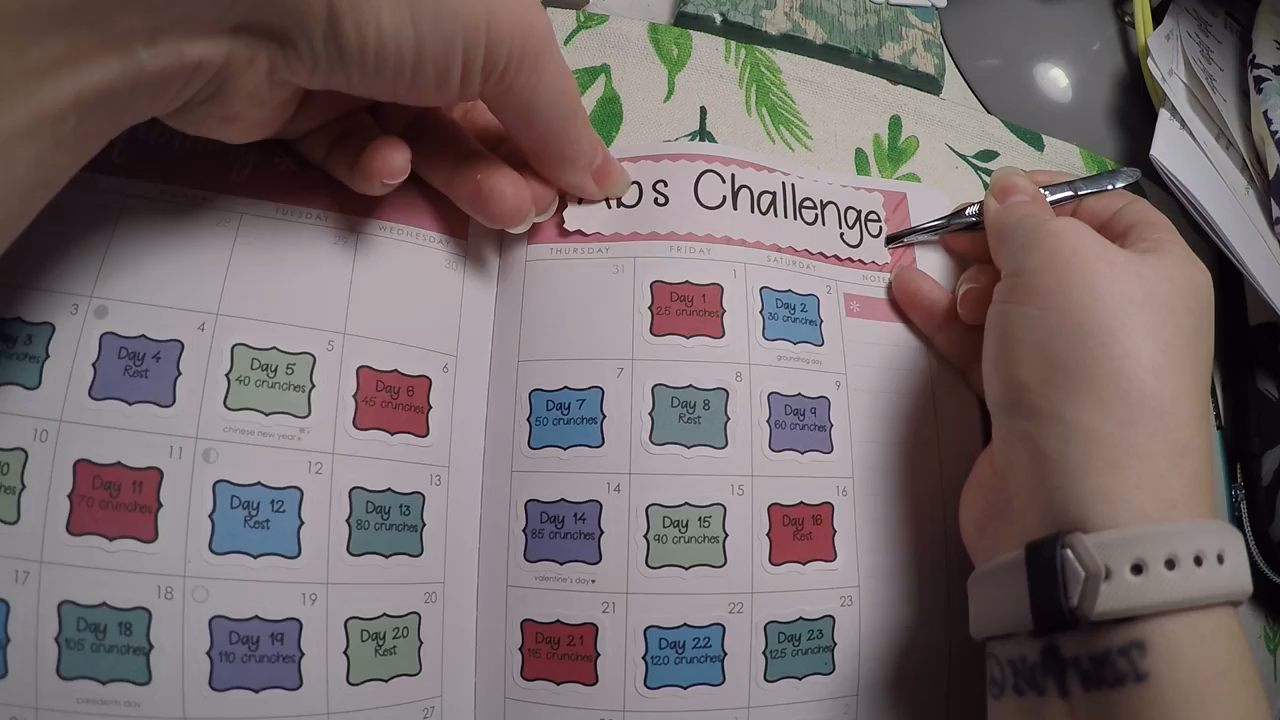 Abs Challenge
TUESDAY
WEDNESDAY
THURSDAY
FRIDAY
SATURDAY
NOTES
28
29
30
31
1
Day 1
25 crunches
2
Day 2
30 crunches
groundhog day
*
3
4
Day 4
Rest
5
Day 5
40 crunches
chinese new year
6
Day 6
45 crunches
7
Day 7
50 crunches
8
Day 8
Rest
9
Day 9
60 crunches
10
11
Day 11
70 crunches
12
Day 12
Rest
13
Day 13
80 crunches
14
Day 14
85 crunches
valentine's day♥
15
Day 15
90 crunches
16
Day 16
Rest
17
18
Day 18
105 crunches
presidents day
19
Day 19
110 crunches
20
Day 20
Rest
21
Day 21
115 crunches
22
Day 22
120 crunches
23
Day 23
125 crunches
27